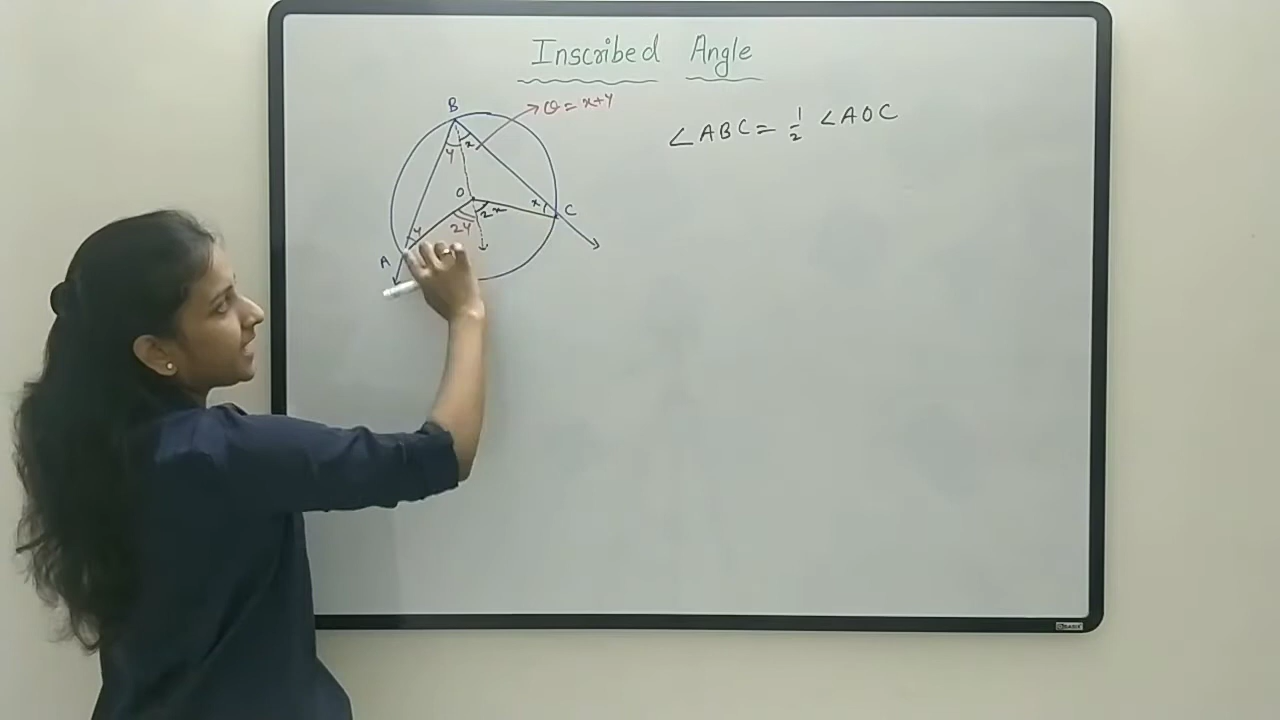 Inscribed Angle
B
θ = x+y
∠ABC = 1/2 ∠AOC
y x
O
x C
2x
y 2y
A